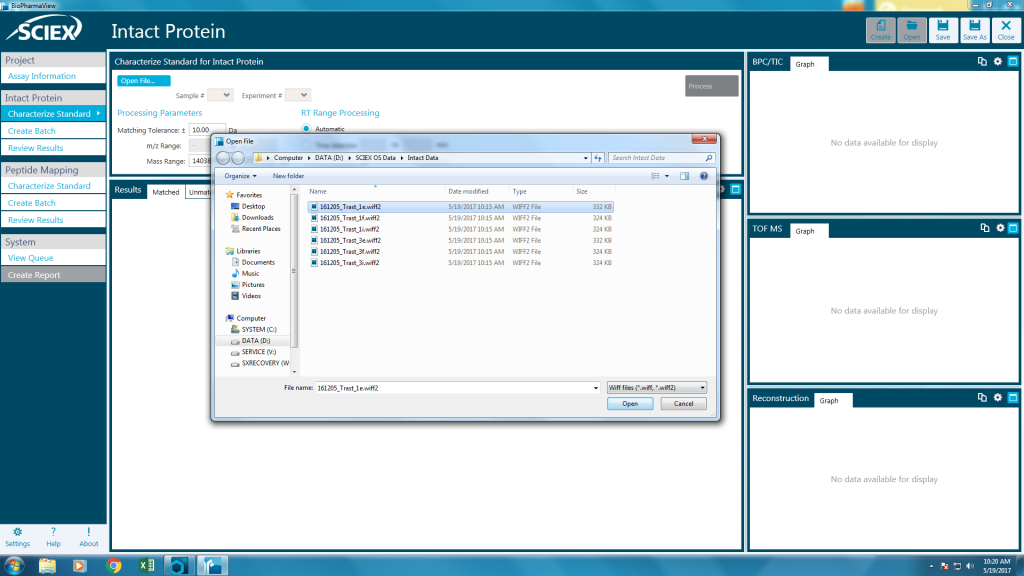 BioPharmaView
SCIEX
Intact Protein
Create
Open
Save
Save As
Close
Project
Assay Information
Intact Protein
Characterize Standard
Create Batch
Review Results
Peptide Mapping
Characterize Standard
Create Batch
Review Results
System
View Queue
Create Report
Settings
Help
About
Characterize Standard for Intact Protein
Open File...
Process
Sample #
Experiment #
Processing Parameters
RT Range Processing
Matching Tolerance: ± 10.00 Da
Automatic
m/z Range:
Mass Range: 14038
Results
Matched
Unmat
Open File
Computer
DATA (D:)
SCIEX OS Data
Intact Data
Search Intact Data
Organize
New folder
Favorites
Desktop
Downloads
Recent Places
Libraries
Documents
Music
Pictures
Videos
Computer
SYSTEM (C:)
DATA (D:)
SERVICE (V:)
SXRECOVERY (W
Name Date modified Type Size
161205_Trast_1e.wiff2 5/19/2017 10:15 AM WIFF2 File 332 KB
161205_Trast_1f.wiff2 5/19/2017 10:15 AM WIFF2 File 324 KB
161205_Trast_1i.wiff2 5/19/2017 10:15 AM WIFF2 File 324 KB
161205_Trast_3e.wiff2 5/19/2017 10:15 AM WIFF2 File 332 KB
161205_Trast_3f.wiff2 5/19/2017 10:15 AM WIFF2 File 324 KB
161205_Trast_3i.wiff2 5/19/2017 10:15 AM WIFF2 File 324 KB
File name: 161205_Trast_1e.wiff2
Wiff files (*.wiff, *.wiff2)
Open
Cancel
BPC/TIC
Graph
No data available for display
TOF MS
Graph
No data available for display
Reconstruction
Graph
No data available for display
10:20 AM
5/19/2017